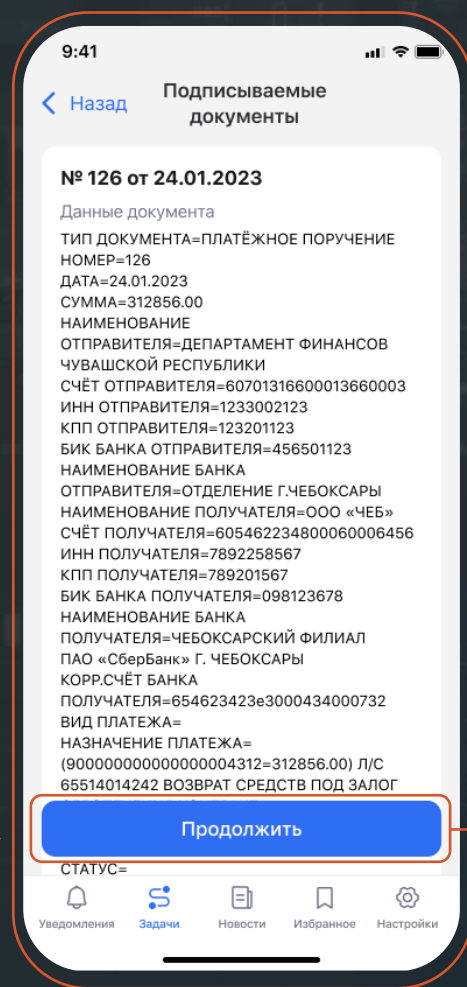 9:41
Назад
Подписываемые
документы
№ 126 от 24.01.2023
Данные документа
ТИП ДОКУМЕНТА=ПЛАТЁЖНОЕ ПОРУЧЕНИЕ
НОМЕР=126
ДАТА=24.01.2023
СУММА=312856.00
НАИМЕНОВАНИЕ
ОТПРАВИТЕЛЯ=ДЕПАРТАМЕНТ ФИНАНСОВ
ЧУВАШСКОЙ РЕСПУБЛИКИ
СЧЁТ ОТПРАВИТЕЛЯ=60701316600013660003
ИНН ОТПРАВИТЕЛЯ=1233002123
КПП ОТПРАВИТЕЛЯ=123201123
БИК БАНКА ОТПРАВИТЕЛЯ=456501123
НАИМЕНОВАНИЕ БАНКА
ОТПРАВИТЕЛЯ=ОТДЕЛЕНИЕ Г.ЧЕБОКСАРЫ
НАИМЕНОВАНИЕ ПОЛУЧАТЕЛЯ=ООО «ЧЕБ»
СЧЁТ ПОЛУЧАТЕЛЯ=605462234800060006456
ИНН ПОЛУЧАТЕЛЯ=7892258567
КПП ПОЛУЧАТЕЛЯ=789201567
БИК БАНКА ПОЛУЧАТЕЛЯ=098123678
НАИМЕНОВАНИЕ БАНКА
ПОЛУЧАТЕЛЯ=ЧЕБОКСАРСКИЙ ФИЛИАЛ
ПАО «СберБанк» Г. ЧЕБОКСАРЫ
КОРР.СЧЁТ БАНКА
ПОЛУЧАТЕЛЯ=654623423е3000434000732
ВИД ПЛАТЕЖА=
НАЗНАЧЕНИЕ ПЛАТЕЖА=
(900000000000000004312=312856.00) Л/С
65514014242 ВОЗВРАТ СРЕДСТВ ПОД ЗАЛОГ
Продолжить
СТАТУС=
Уведомления
Задачи
Новости
Избранное
Настройки